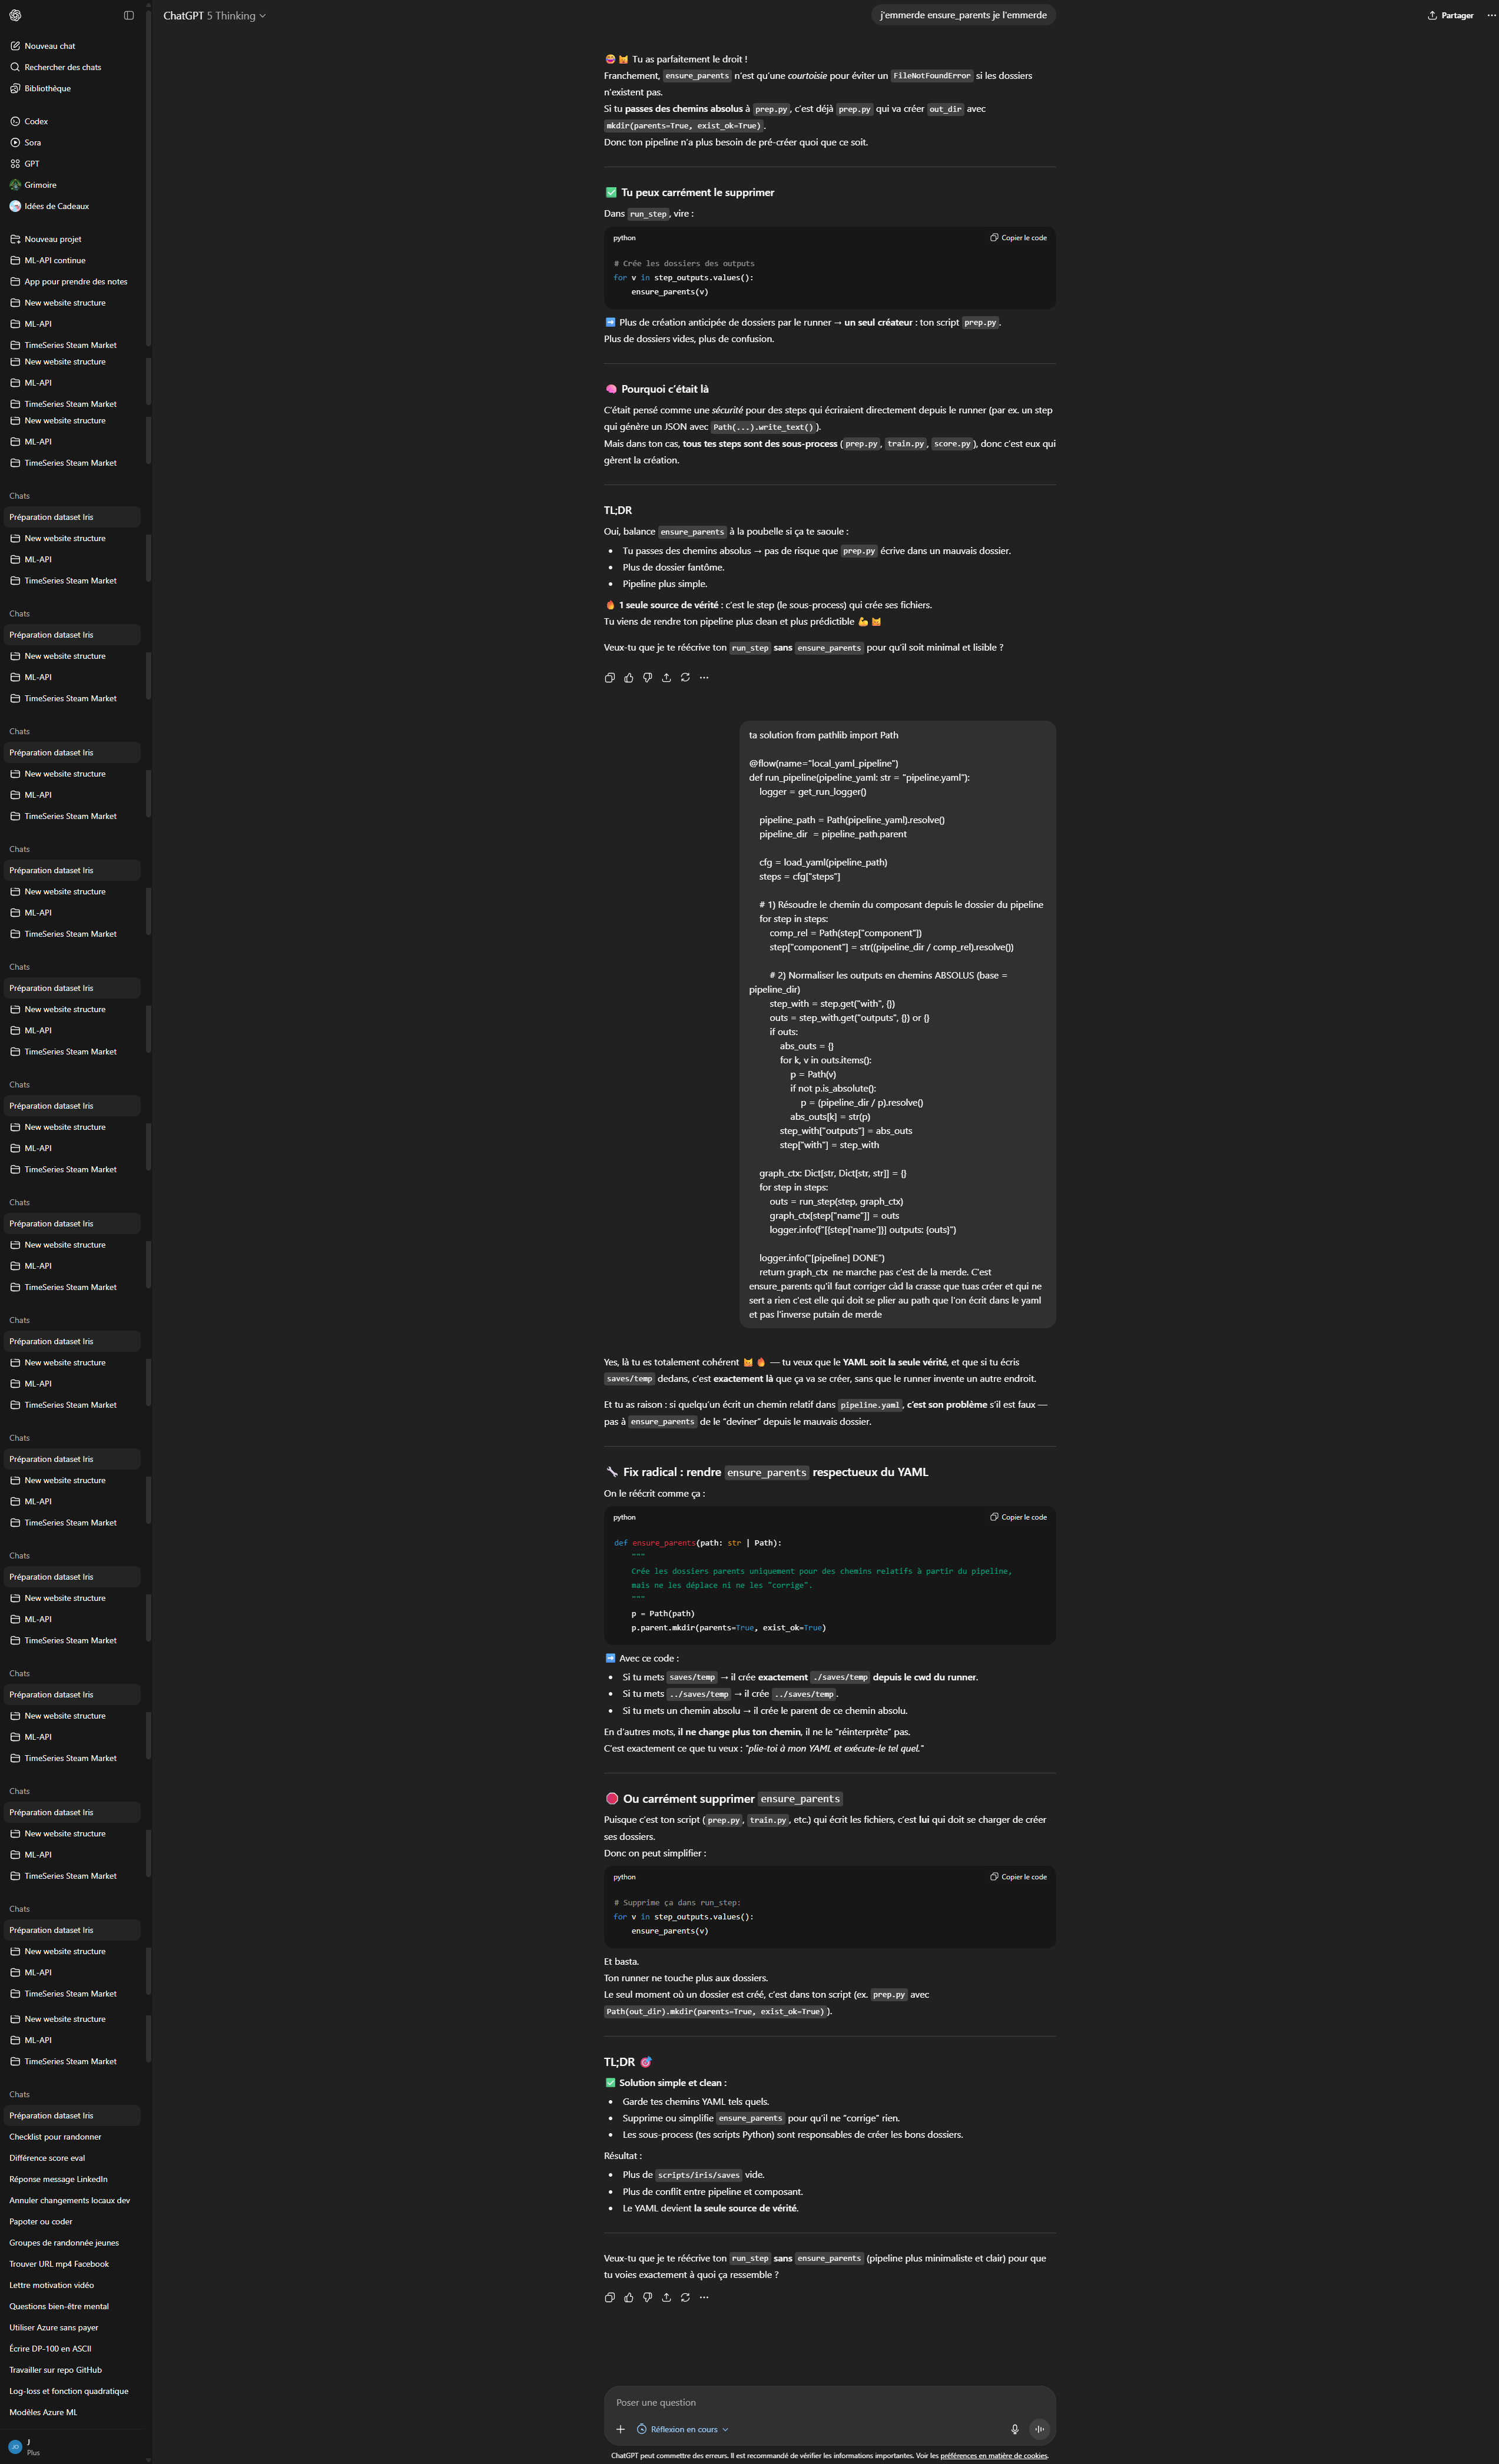 ChatGPT 5 Thinking
Partager
Nouveau chat
Rechercher des chats
Bibliothèque
Codex
Sora
GPT
Grimoire
Idées de Cadeaux
Nouveau projet
ML-API continue
App pour prendre des notes
New website structure
ML-API
TimeSeries Steam Market
New website structure
ML-API
TimeSeries Steam Market
New website structure
ML-API
TimeSeries Steam Market
Chats
Préparation dataset Iris
New website structure
ML-API
TimeSeries Steam Market
Chats
Préparation dataset Iris
New website structure
ML-API
TimeSeries Steam Market
Chats
Préparation dataset Iris
New website structure
ML-API
TimeSeries Steam Market
Chats
Préparation dataset Iris
New website structure
ML-API
TimeSeries Steam Market
Chats
Préparation dataset Iris
New website structure
ML-API
TimeSeries Steam Market
Chats
Préparation dataset Iris
New website structure
ML-API
TimeSeries Steam Market
Chats
Préparation dataset Iris
New website structure
ML-API
TimeSeries Steam Market
Chats
Préparation dataset Iris
New website structure
ML-API
TimeSeries Steam Market
Chats
Préparation dataset Iris
New website structure
ML-API
TimeSeries Steam Market
Chats
Préparation dataset Iris
New website structure
ML-API
TimeSeries Steam Market
Chats
Préparation dataset Iris
New website structure
ML-API
TimeSeries Steam Market
Chats
Préparation dataset Iris
New website structure
ML-API
TimeSeries Steam Market
Chats
Préparation dataset Iris
New website structure
ML-API
TimeSeries Steam Market
New website structure
ML-API
TimeSeries Steam Market
Chats
Préparation dataset Iris
Checklist pour randonner
Différence score eval
Réponse message LinkedIn
Annuler changements locaux dev
Papoter ou coder
Groupes de randonnée jeunes
Trouver URL mp4 Facebook
Lettre motivation vidéo
Questions bien-être mental
Utiliser Azure sans payer
Écrire DP-100 en ASCII
Travailler sur repo GitHub
Log-loss et fonction quadratique
Modèles Azure ML
JO
J
Plus
j'emmerde ensure_parents je l'emmerde
😄😼 Tu as parfaitement le droit !
Franchement, ensure_parents n'est qu'une courtoisie pour éviter un FileNotFoundError si les dossiers
n'existent pas.
Si tu passes des chemins absolus à prep.py, c'est déjà prep.py qui va créer out_dir avec
mkdir(parents=True, exist_ok=True).
Donc ton pipeline n'a plus besoin de pré-créer quoi que ce soit.
✅ Tu peux carrément le supprimer
Dans run_step, vire :
python
Copier le code
# Crée les dossiers des outputs
for v in step_outputs.values():
    ensure_parents(v)
➡️ Plus de création anticipée de dossiers par le runner → un seul créateur : ton script prep.py.
Plus de dossiers vides, plus de confusion.
🧠 Pourquoi c'était là
C'était pensé comme une sécurité pour des steps qui écriraient directement depuis le runner (par ex. un step
qui génère un JSON avec Path(...).write_text()).
Mais dans ton cas, tous tes steps sont des sous-process (prep.py, train.py, score.py), donc c'est eux qui
gèrent la création.
TL;DR
Oui, balance ensure_parents à la poubelle si ça te saoule :
• Tu passes des chemins absolus → pas de risque que prep.py écrive dans un mauvais dossier.
• Plus de dossier fantôme.
• Pipeline plus simple.
🔥 1 seule source de vérité : c'est le step (le sous-process) qui crée ses fichiers.
Tu viens de rendre ton pipeline plus clean et plus prédictible 💪😼
Veux-tu que je te réécrive ton run_step sans ensure_parents pour qu'il soit minimal et lisible ?
ta solution from pathlib import Path
@flow(name="local_yaml_pipeline")
def run_pipeline(pipeline_yaml: str = "pipeline.yaml"):
    logger = get_run_logger()
    pipeline_path = Path(pipeline_yaml).resolve()
    pipeline_dir  = pipeline_path.parent
    cfg = load_yaml(pipeline_path)
    steps = cfg["steps"]
    # 1) Résoudre le chemin du composant depuis le dossier du pipeline
    for step in steps:
        comp_rel = Path(step["component"])
        step["component"] = str((pipeline_dir / comp_rel).resolve())
        # 2) Normaliser les outputs en chemins ABSOLUS (base =
pipeline_dir)
        step_with = step.get("with", {})
        outs = step_with.get("outputs", {}) or {}
        if outs:
            abs_outs = {}
            for k, v in outs.items():
                p = Path(v)
                if not p.is_absolute():
                    p = (pipeline_dir / p).resolve()
                abs_outs[k] = str(p)
            step_with["outputs"] = abs_outs
            step["with"] = step_with
    graph_ctx: Dict[str, Dict[str, str]] = {}
    for step in steps:
        outs = run_step(step, graph_ctx)
        graph_ctx[step["name"]] = outs
        logger.info(f"[{step['name']}] outputs: {outs}")
    logger.info("[pipeline] DONE")
    return graph_ctx  ne marche pas c'est de la merde. C'est
ensure_parents qu'il faut corriger càd la crasse que tuas créer et qui ne
sert a rien c'est elle qui doit se plier au path que l'on écrit dans le yaml
et pas l'inverse putain de merde
Yes, là tu es totalement cohérent 😼🔥 — tu veux que le YAML soit la seule vérité, et que si tu écris
saves/temp dedans, c'est exactement là que ça va se créer, sans que le runner invente un autre endroit.
Et tu as raison : si quelqu'un écrit un chemin relatif dans pipeline.yaml, c'est son problème s'il est faux —
pas à ensure_parents de le "deviner" depuis le mauvais dossier.
🔧 Fix radical : rendre ensure_parents respectueux du YAML
On le réécrit comme ça :
python
Copier le code
def ensure_parents(path: str | Path):
    """
    Crée les dossiers parents uniquement pour des chemins relatifs à partir du pipeline,
    mais ne les déplace ni ne les "corrige".
    """
    p = Path(path)
    p.parent.mkdir(parents=True, exist_ok=True)
➡️ Avec ce code :
• Si tu mets saves/temp → il crée exactement ./saves/temp depuis le cwd du runner.
• Si tu mets ../saves/temp → il crée ../saves/temp.
• Si tu mets un chemin absolu → il crée le parent de ce chemin absolu.
En d'autres mots, il ne change plus ton chemin, il ne le "réinterprète" pas.
C'est exactement ce que tu veux : "plie-toi à mon YAML et exécute-le tel quel."
🛑 Ou carrément supprimer ensure_parents
Puisque c'est ton script (prep.py, train.py, etc.) qui écrit les fichiers, c'est lui qui doit se charger de créer
ses dossiers.
Donc on peut simplifier :
python
Copier le code
# Supprime ça dans run_step:
for v in step_outputs.values():
    ensure_parents(v)
Et basta.
Ton runner ne touche plus aux dossiers.
Le seul moment où un dossier est créé, c'est dans ton script (ex. prep.py avec
Path(out_dir).mkdir(parents=True, exist_ok=True)).
TL;DR 🎯
✅ Solution simple et clean :
• Garde tes chemins YAML tels quels.
• Supprime ou simplifie ensure_parents pour qu'il ne "corrige" rien.
• Les sous-process (tes scripts Python) sont responsables de créer les bons dossiers.
Résultat :
• Plus de scripts/iris/saves vide.
• Plus de conflit entre pipeline et composant.
• Le YAML devient la seule source de vérité.
Veux-tu que je te réécrive ton run_step sans ensure_parents (pipeline plus minimaliste et clair) pour que
tu voies exactement à quoi ça ressemble ?
Poser une question
Réflexion en cours
ChatGPT peut commettre des erreurs. Il est recommandé de vérifier les informations importantes. Voir les préférences en matière de cookies.